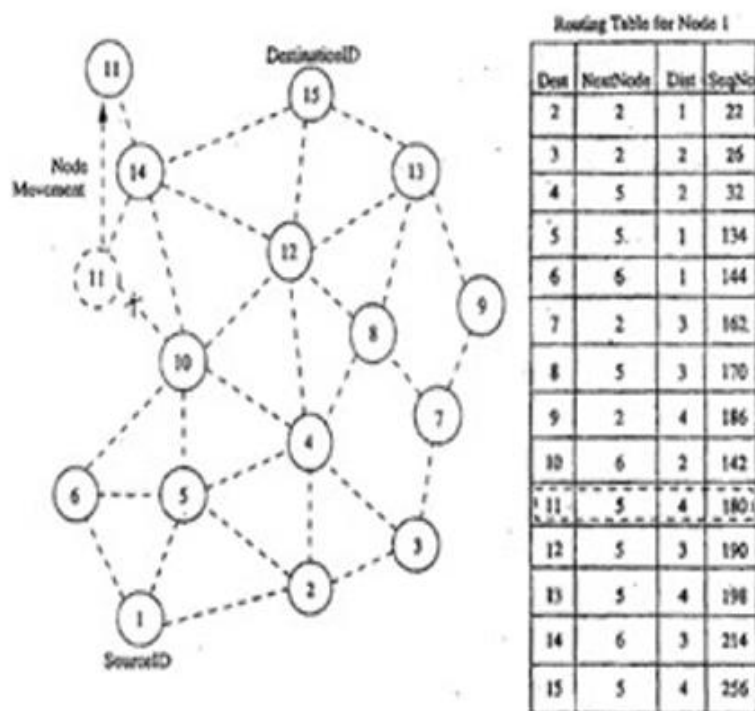 Routing Table for Node 1
11
DestinationID
15
Node
Movement
14
13
12
11
8
9
10
7
4
6
5
3
2
1
SourceID
Dest NextNode Dist SeqNo
2 2 1 22
3 2 2 26
4 5 2 32
5 5 1 134
6 6 1 144
7 2 3 162
8 5 3 170
9 2 4 186
10 6 2 142
11 5 4 180
12 5 3 190
13 5 4 198
14 6 3 214
15 5 4 256